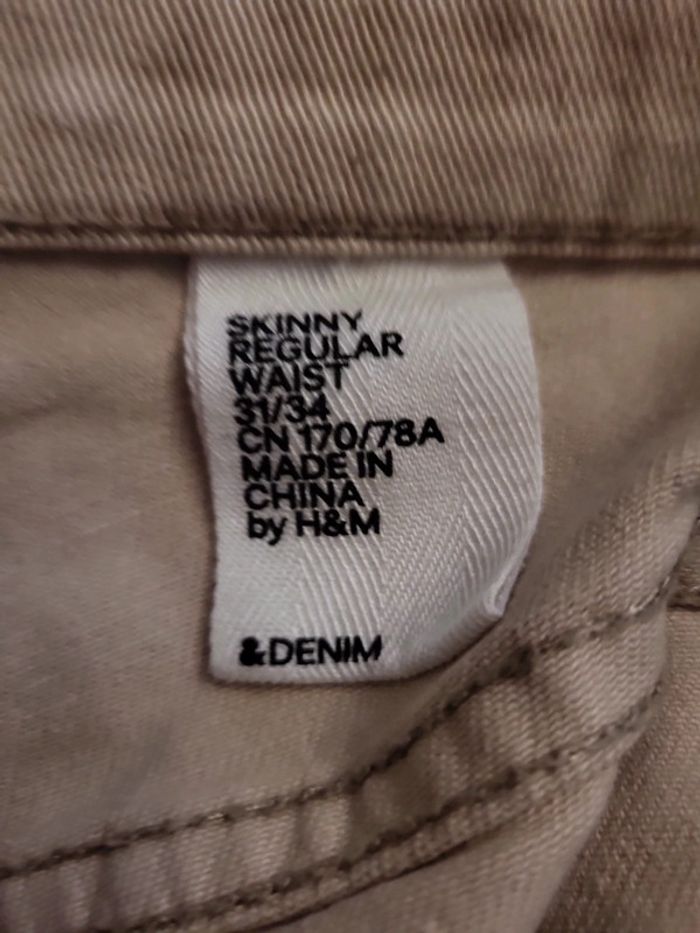 SKINNY
REGULAR
WAIST
31/34
CN 170/78A
MADE IN
CHINA
by H&M
&DENIM